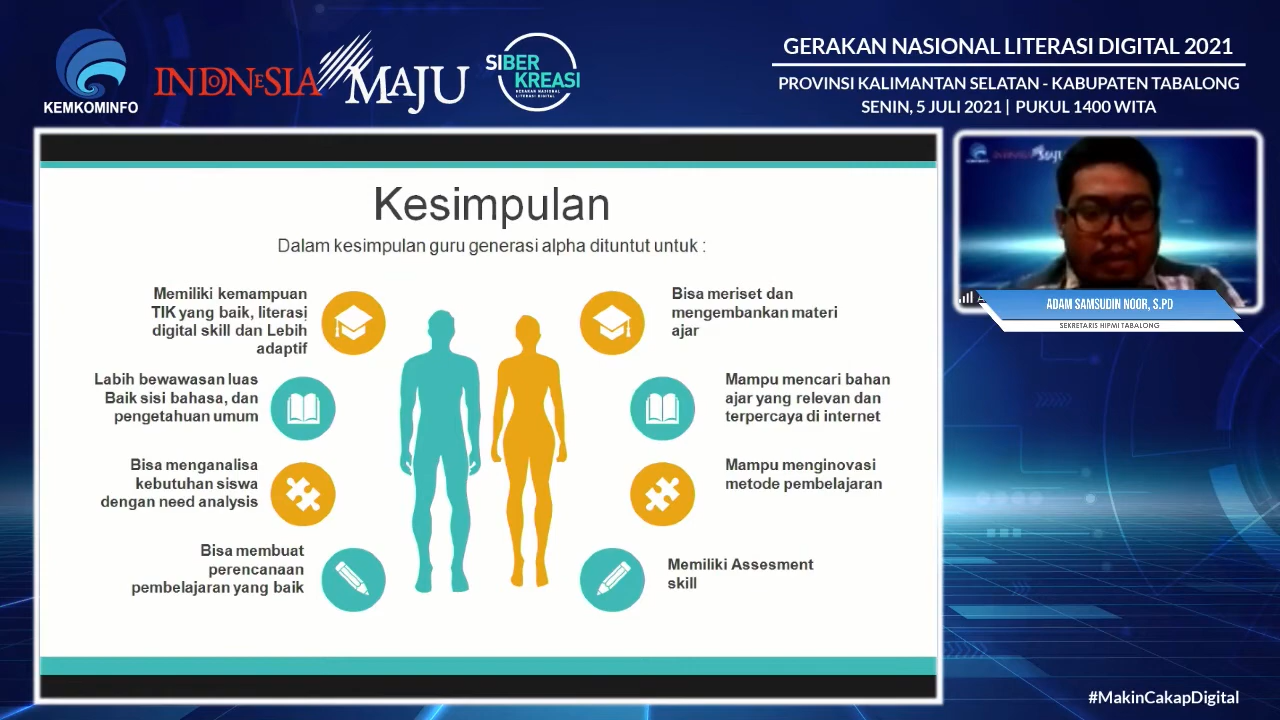 KEMKOMINFO
INDONESIA MAJU
SIBER KREASI
GERAKAN NASIONAL
LITERASI DIGITAL
GERAKAN NASIONAL LITERASI DIGITAL 2021
PROVINSI KALIMANTAN SELATAN - KABUPATEN TABALONG
SENIN, 5 JULI 2021 | PUKUL 1400 WITA
Kesimpulan
Dalam kesimpulan guru generasi alpha dituntut untuk :
Memiliki kemampuan
TIK yang baik, literasi
digital skill dan Lebih
adaptif
Labih bewawasan luas
Baik sisi bahasa, dan
pengetahuan umum
Bisa menganalisa
kebutuhan siswa
dengan need analysis
Bisa membuat
perencanaan
pembelajaran yang baik
Bisa meriset dan
mengembankan materi
ajar
Mampu mencari bahan
ajar yang relevan dan
terpercaya di internet
Mampu menginovasi
metode pembelajaran
Memiliki Assesment
skill
ADAM SAMSUDIN NOOR, S.PD
SEKRETARIS HIPMI TABALONG
#MakinCakapDigital